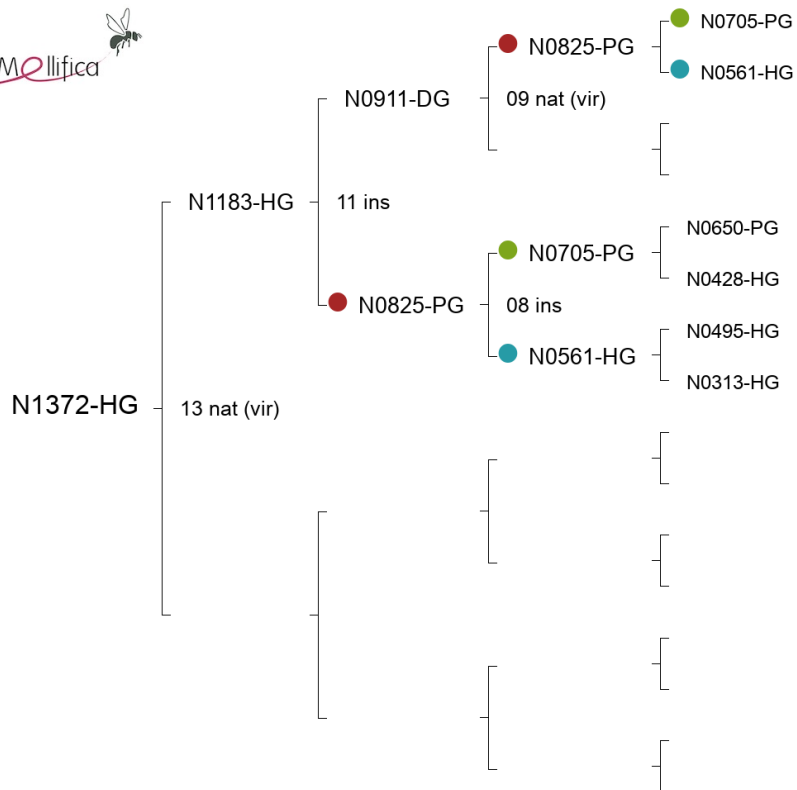 Mellifica
N0705-PG
N0825-PG
N0561-HG
N0911-DG
09 nat (vir)
N1183-HG
11 ins
N0705-PG
N0650-PG
N0428-HG
N0825-PG
08 ins
N0561-HG
N0495-HG
N0313-HG
N1372-HG
13 nat (vir)